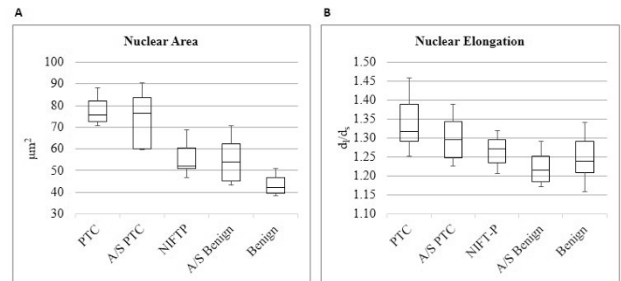 A
Nuclear Area
100
90
80
70
60
50
40
30
μm²
PTC
A/S PTC
NIFTP
A/S Benign
Benign
B
Nuclear Elongation
1.50
1.45
1.40
1.35
1.30
1.25
1.20
1.15
1.10
dl/ds
PTC
A/S PTC
NIFT-P
A/S Benign
Benign